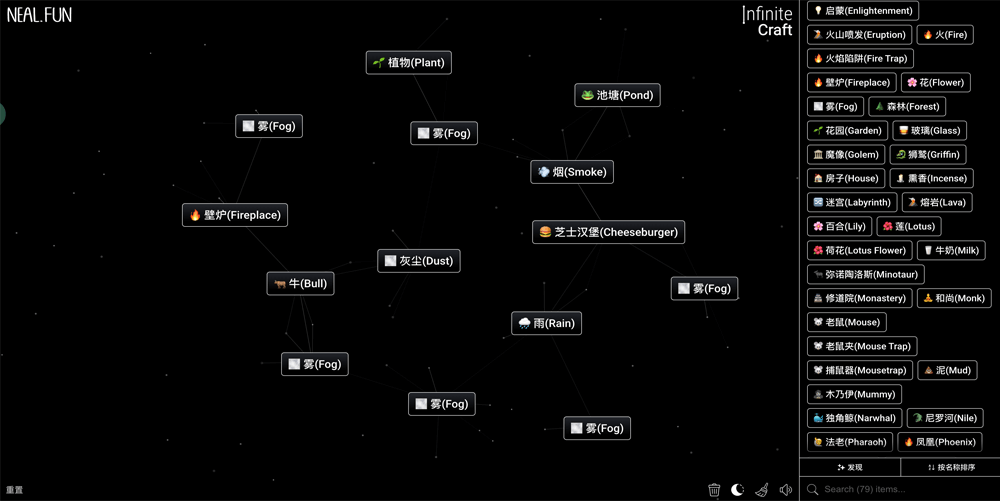 NEAL.FUN
Infinite
Craft
植物(Plant)
池塘(Pond)
雾(Fog)
雾(Fog)
烟(Smoke)
壁炉(Fireplace)
芝士汉堡(Cheeseburger)
灰尘(Dust)
牛(Bull)
雾(Fog)
雨(Rain)
雾(Fog)
雾(Fog)
雾(Fog)
重置
启蒙(Enlightenment)
火山喷发(Eruption) 火(Fire)
火焰陷阱(Fire Trap)
壁炉(Fireplace) 花(Flower)
雾(Fog) 森林(Forest)
花园(Garden) 玻璃(Glass)
魔像(Golem) 狮鹫(Griffin)
房子(House) 熏香(Incense)
迷宫(Labyrinth) 熔岩(Lava)
百合(Lily) 莲(Lotus)
荷花(Lotus Flower) 牛奶(Milk)
弥诺陶洛斯(Minotaur)
修道院(Monastery) 和尚(Monk)
老鼠(Mouse)
老鼠夹(Mouse Trap)
捕鼠器(Mousetrap) 泥(Mud)
木乃伊(Mummy)
独角鲸(Narwhal) 尼罗河(Nile)
法老(Pharaoh) 凤凰(Phoenix)
发现 按名称排序
Search (79) items...